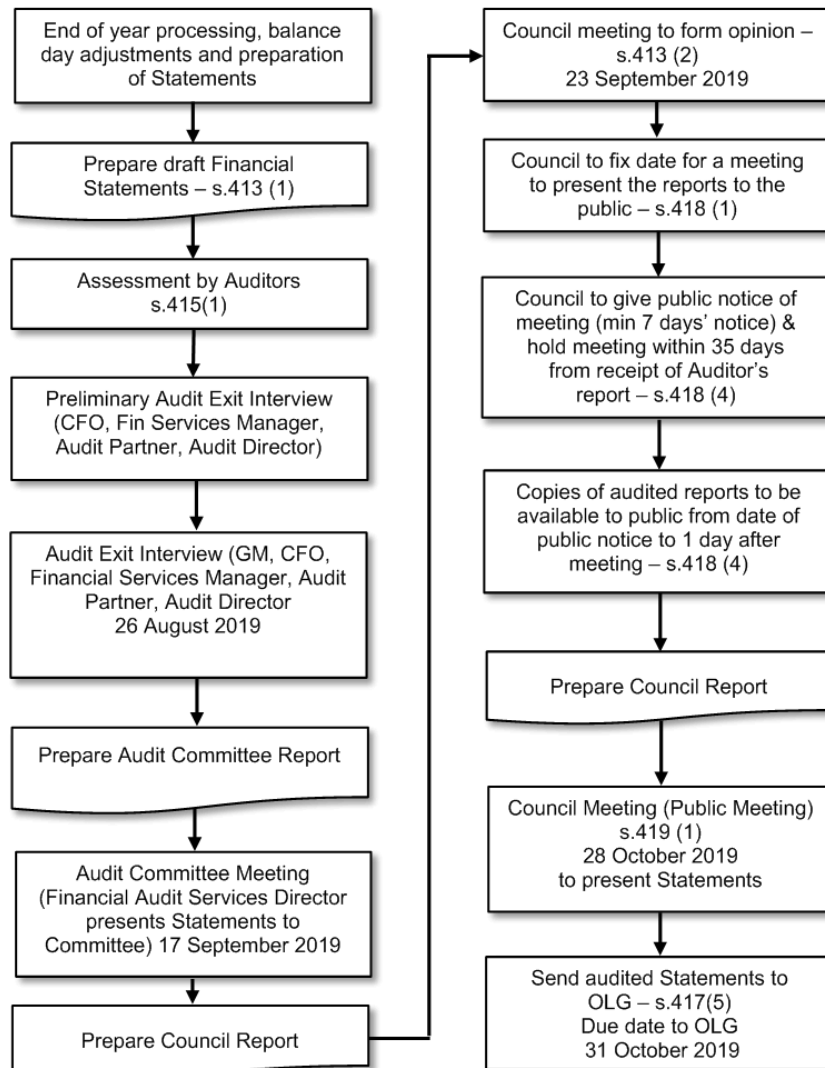 End of year processing, balance
day adjustments and preparation
of Statements
Prepare draft Financial
Statements – s.413 (1)
Assessment by Auditors
s.415(1)
Preliminary Audit Exit Interview
(CFO, Fin Services Manager,
Audit Partner, Audit Director)
Audit Exit Interview (GM, CFO,
Financial Services Manager, Audit
Partner, Audit Director
26 August 2019
Prepare Audit Committee Report
Audit Committee Meeting
(Financial Audit Services Director
presents Statements to
Committee) 17 September 2019
Prepare Council Report
Council meeting to form opinion –
s.413 (2)
23 September 2019
Council to fix date for a meeting
to present the reports to the
public – s.418 (1)
Council to give public notice of
meeting (min 7 days’ notice) &
hold meeting within 35 days
from receipt of Auditor’s
report – s.418 (4)
Copies of audited reports to be
available to public from date of
public notice to 1 day after
meeting – s.418 (4)
Prepare Council Report
Council Meeting (Public Meeting)
s.419 (1)
28 October 2019
to present Statements
Send audited Statements to
OLG – s.417(5)
Due date to OLG
31 October 2019